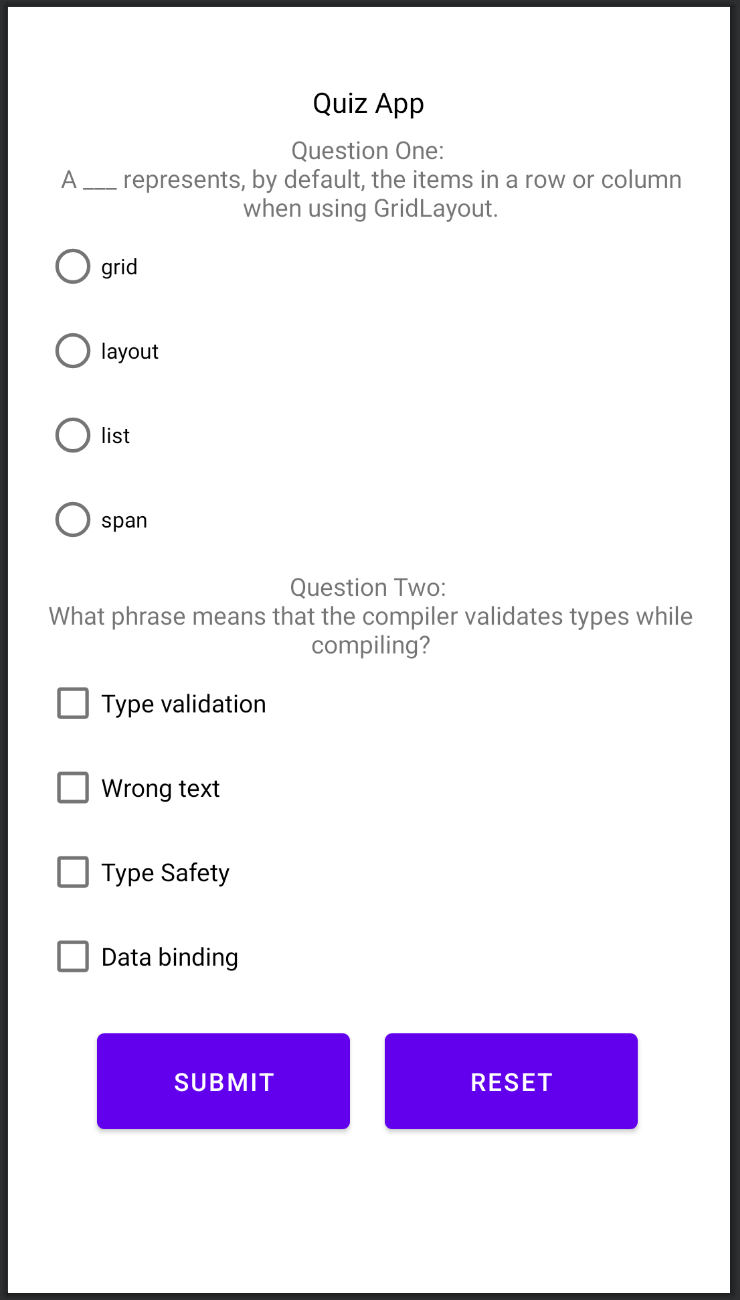 Quiz App
Question One:
A ___ represents, by default, the items in a row or column
when using GridLayout.
grid
layout
list
span
Question Two:
What phrase means that the compiler validates types while
compiling?
Type validation
Wrong text
Type Safety
Data binding
SUBMIT
RESET